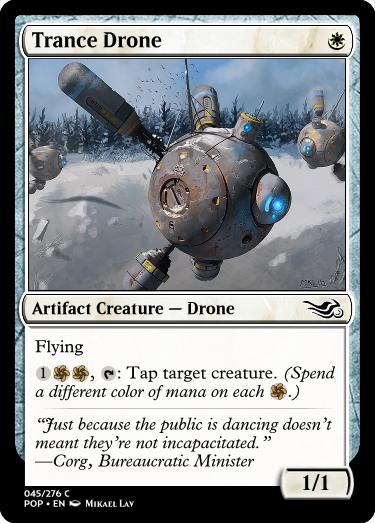 Trance Drone
MKL16
Artifact Creature — Drone
Flying
1, : Tap target creature. (Spend
a different color of mana on each .)
“Just because the public is dancing doesn’t
meant they’re not incapacitated.”
—Corg, Bureaucratic Minister
1/1
045/276 C
POP • EN Mikael Lav